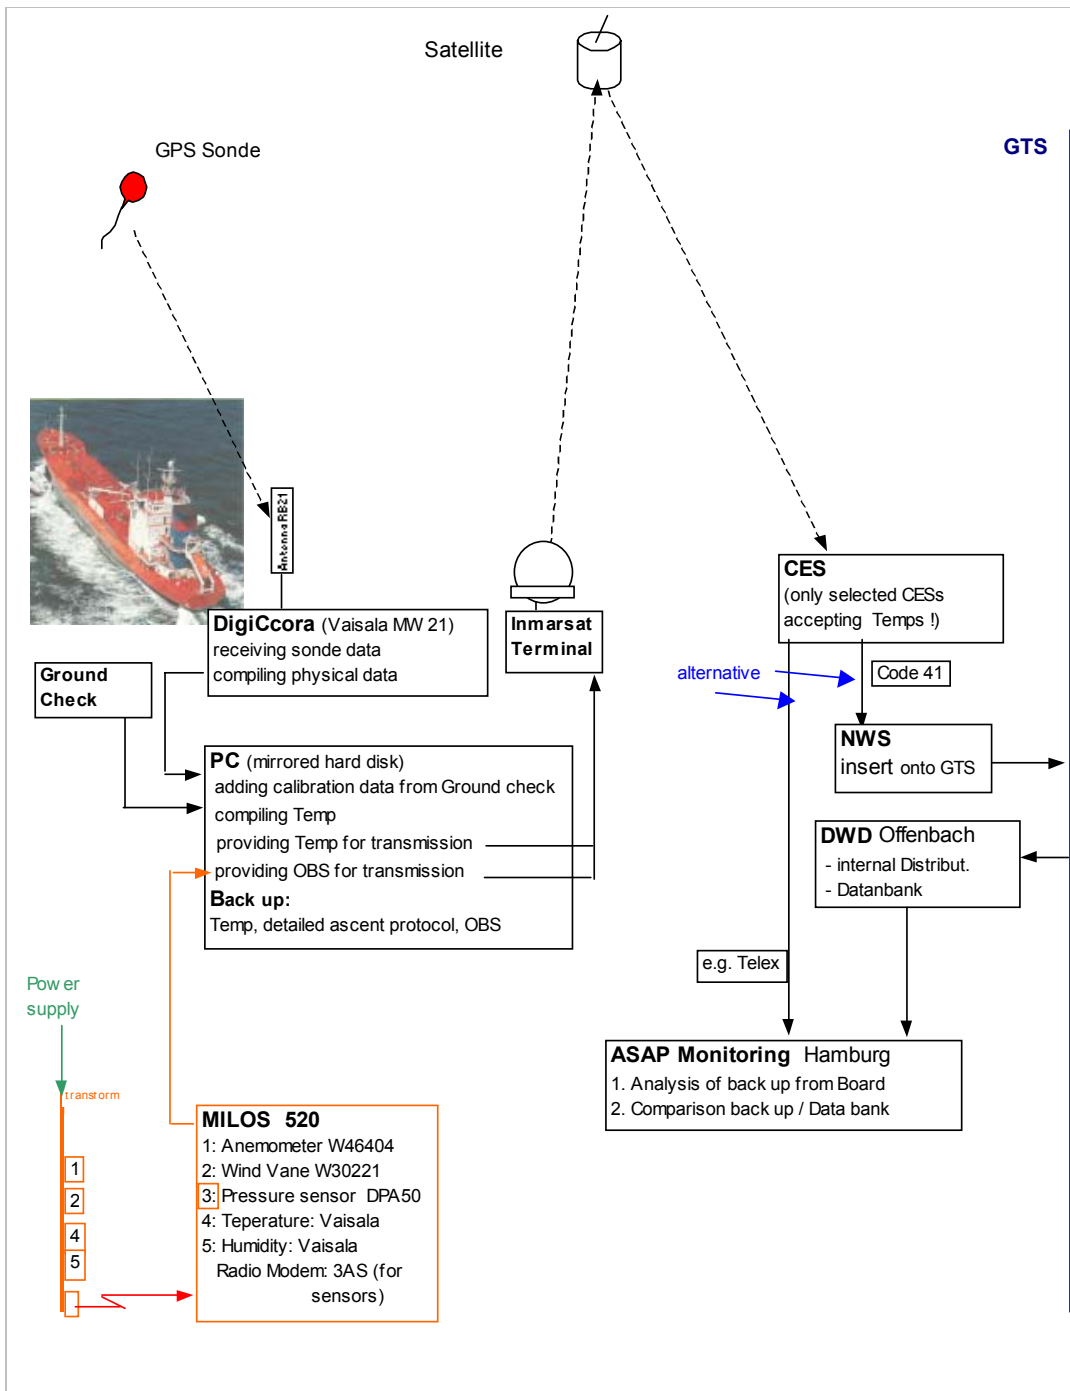 Satellite
GPS Sonde
GTS
AntennaRB21
DigiCcora (Vaisala MW 21)
receiving sonde data
compiling physical data
Inmarsat
Terminal
CES
(only selected CESs
accepting Temps !)
Ground
Check
alternative
Code 41
NWS
insert onto GTS
PC (mirrored hard disk)
adding calibration data from Ground check
compiling Temp
providing Temp for transmission
providing OBS for transmission
Back up:
Temp, detailed ascent protocol, OBS
DWD Offenbach
- internal Distribut.
- Datanbank
e.g. Telex
Power
supply
transform
ASAP Monitoring Hamburg
1. Analysis of back up from Board
2. Comparison back up / Data bank
MILOS 520
1: Anemometer W46404
2: Wind Vane W30221
3: Pressure sensor DPA50
4: Teperature: Vaisala
5: Humidity: Vaisala
Radio Modem: 3AS (for
sensors)
1
2
4
5